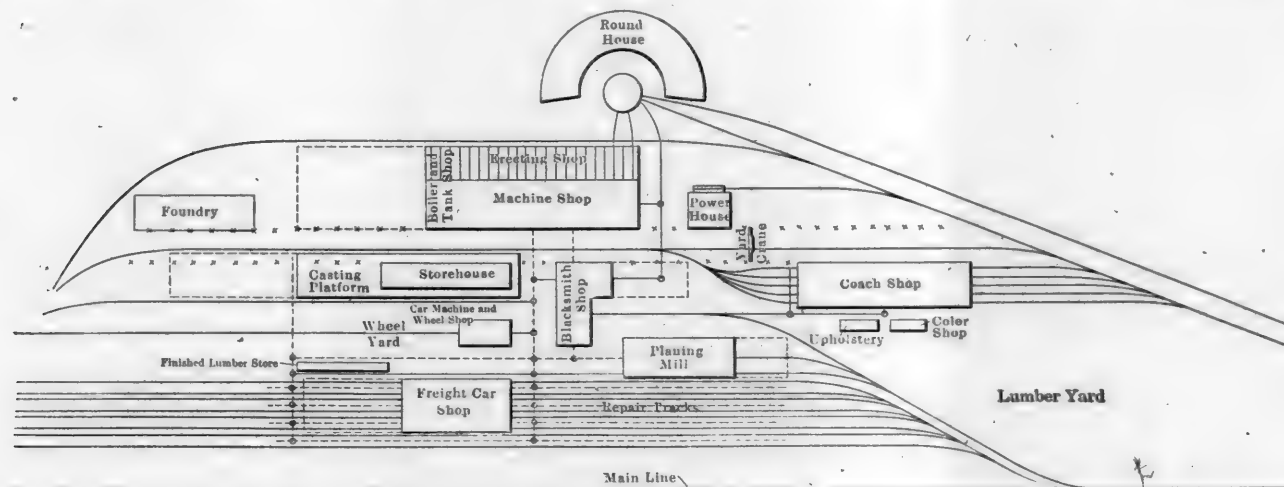 Round
House
Boiler and
Tank Shop
Erecting Shop
Machine Shop
Foundry
Power
House
Yard
Crane
Casting
Platform
Storehouse
Blacksmith
Shop
Coach Shop
Car Machine and
Wheel Shop
Wheel
Yard
Upholstery
Color
Shop
Finished Lumber Store
Planing
Mill
Freight Car
Shop
Repair Tracks
Lumber Yard
Main Line